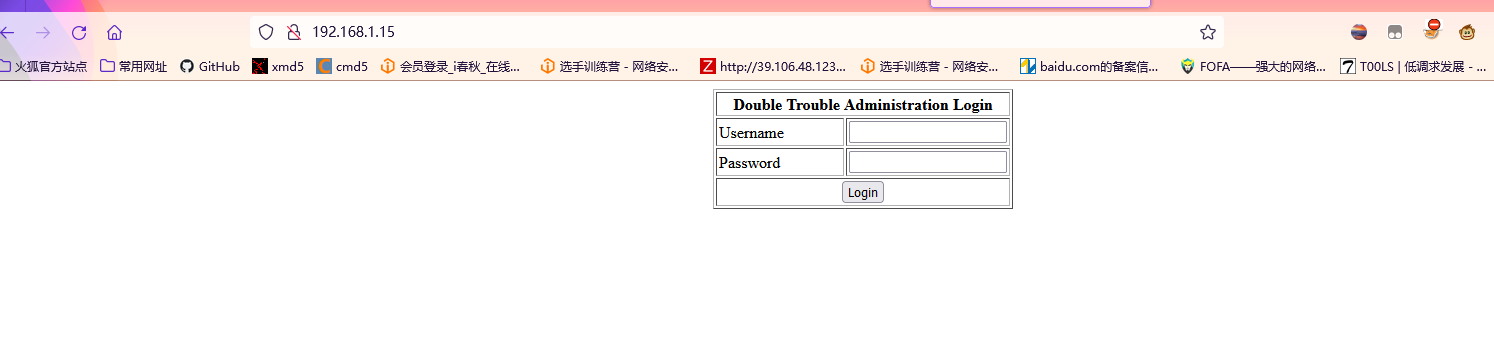 192.168.1.15
火狐官方站点 常用网址 GitHub xmd5 cmd5 会员登录_i春秋_在线... 选手训练营 - 网络安... http://39.106.48.123... 选手训练营 - 网络安... baidu.com的备案信... FOFA——强大的网络... T00LS | 低调求发展 - ...
Double Trouble Administration Login
Username
Password
Login